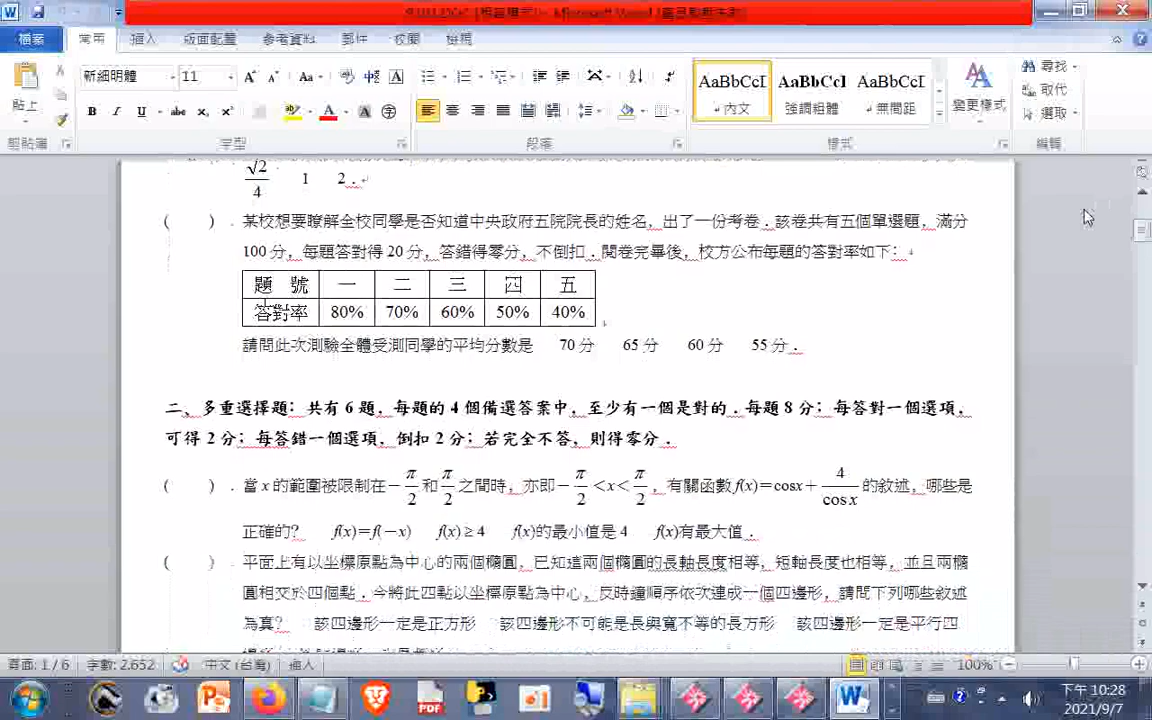 檔案 常用 插入 版面配置 參考資料 郵件 校閱 檢視
貼上 新細明體 11
AaBbCcI AaBbCcI AaBbCcI
內文 強調粗體 無間距 變更樣式
尋找
取代
選取
剪貼簿 字型 段落 樣式 編輯
√2/4 1 2．
( )．某校想要瞭解全校同學是否知道中央政府五院院長的姓名，出了一份考卷．該卷共有五個單選題，滿分
100 分，每題答對得 20 分，答錯得零分，不倒扣．閱卷完畢後，校方公布每題的答對率如下：
題 號 一 二 三 四 五
答對率 80% 70% 60% 50% 40%
請問此次測驗全體受測同學的平均分數是 70 分 65 分 60 分 55 分．
二、多重選擇題：共有 6 題，每題的 4 個備選答案中，至少有一個是對的．每題 8 分；每答對一個選項，
可得 2 分；每答錯一個選項，倒扣 2 分；若完全不答，則得零分．
( )．當 x 的範圍被限制在－π/2 和 π/2 之間時，亦即－π/2＜x＜π/2，有關函數 f(x)＝cosx＋4/cos x 的敘述，哪些是
正確的？ f(x)＝f(－x) f(x)≥4 f(x)的最小值是 4 f(x)有最大值．
( )．平面上有以坐標原點為中心的兩個橢圓，已知這兩個橢圓的長軸長度相等，短軸長度也相等，並且兩橢
圓相交於四個點．今將此四點以坐標原點為中心，反時鐘順序依次連成一個四邊形，請問下列哪些敘述
為真？ 該四邊形一定是正方形 該四邊形不可能是長與寬不等的長方形 該四邊形一定是平行四
頁面: 1 / 6 字數: 2,652 中文 (台灣) 插入 100%
下午 10:28
2021/9/7